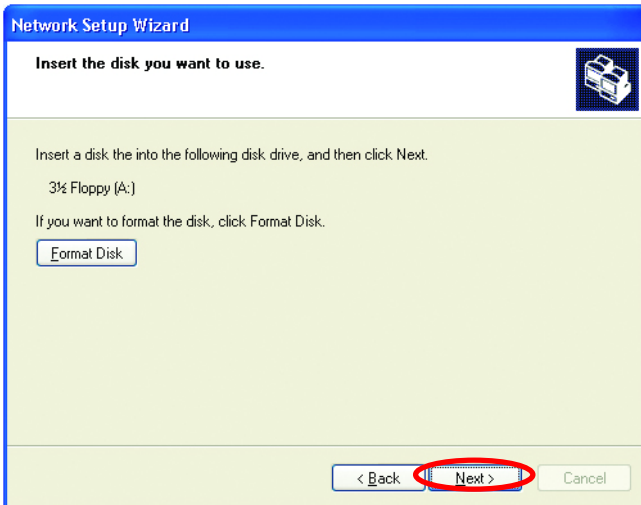 Network Setup Wizard
Insert the disk you want to use.
Insert a disk the into the following disk drive, and then click Next.
3½ Floppy (A:)
If you want to format the disk, click Format Disk.
Format Disk
< Back
Next >
Cancel